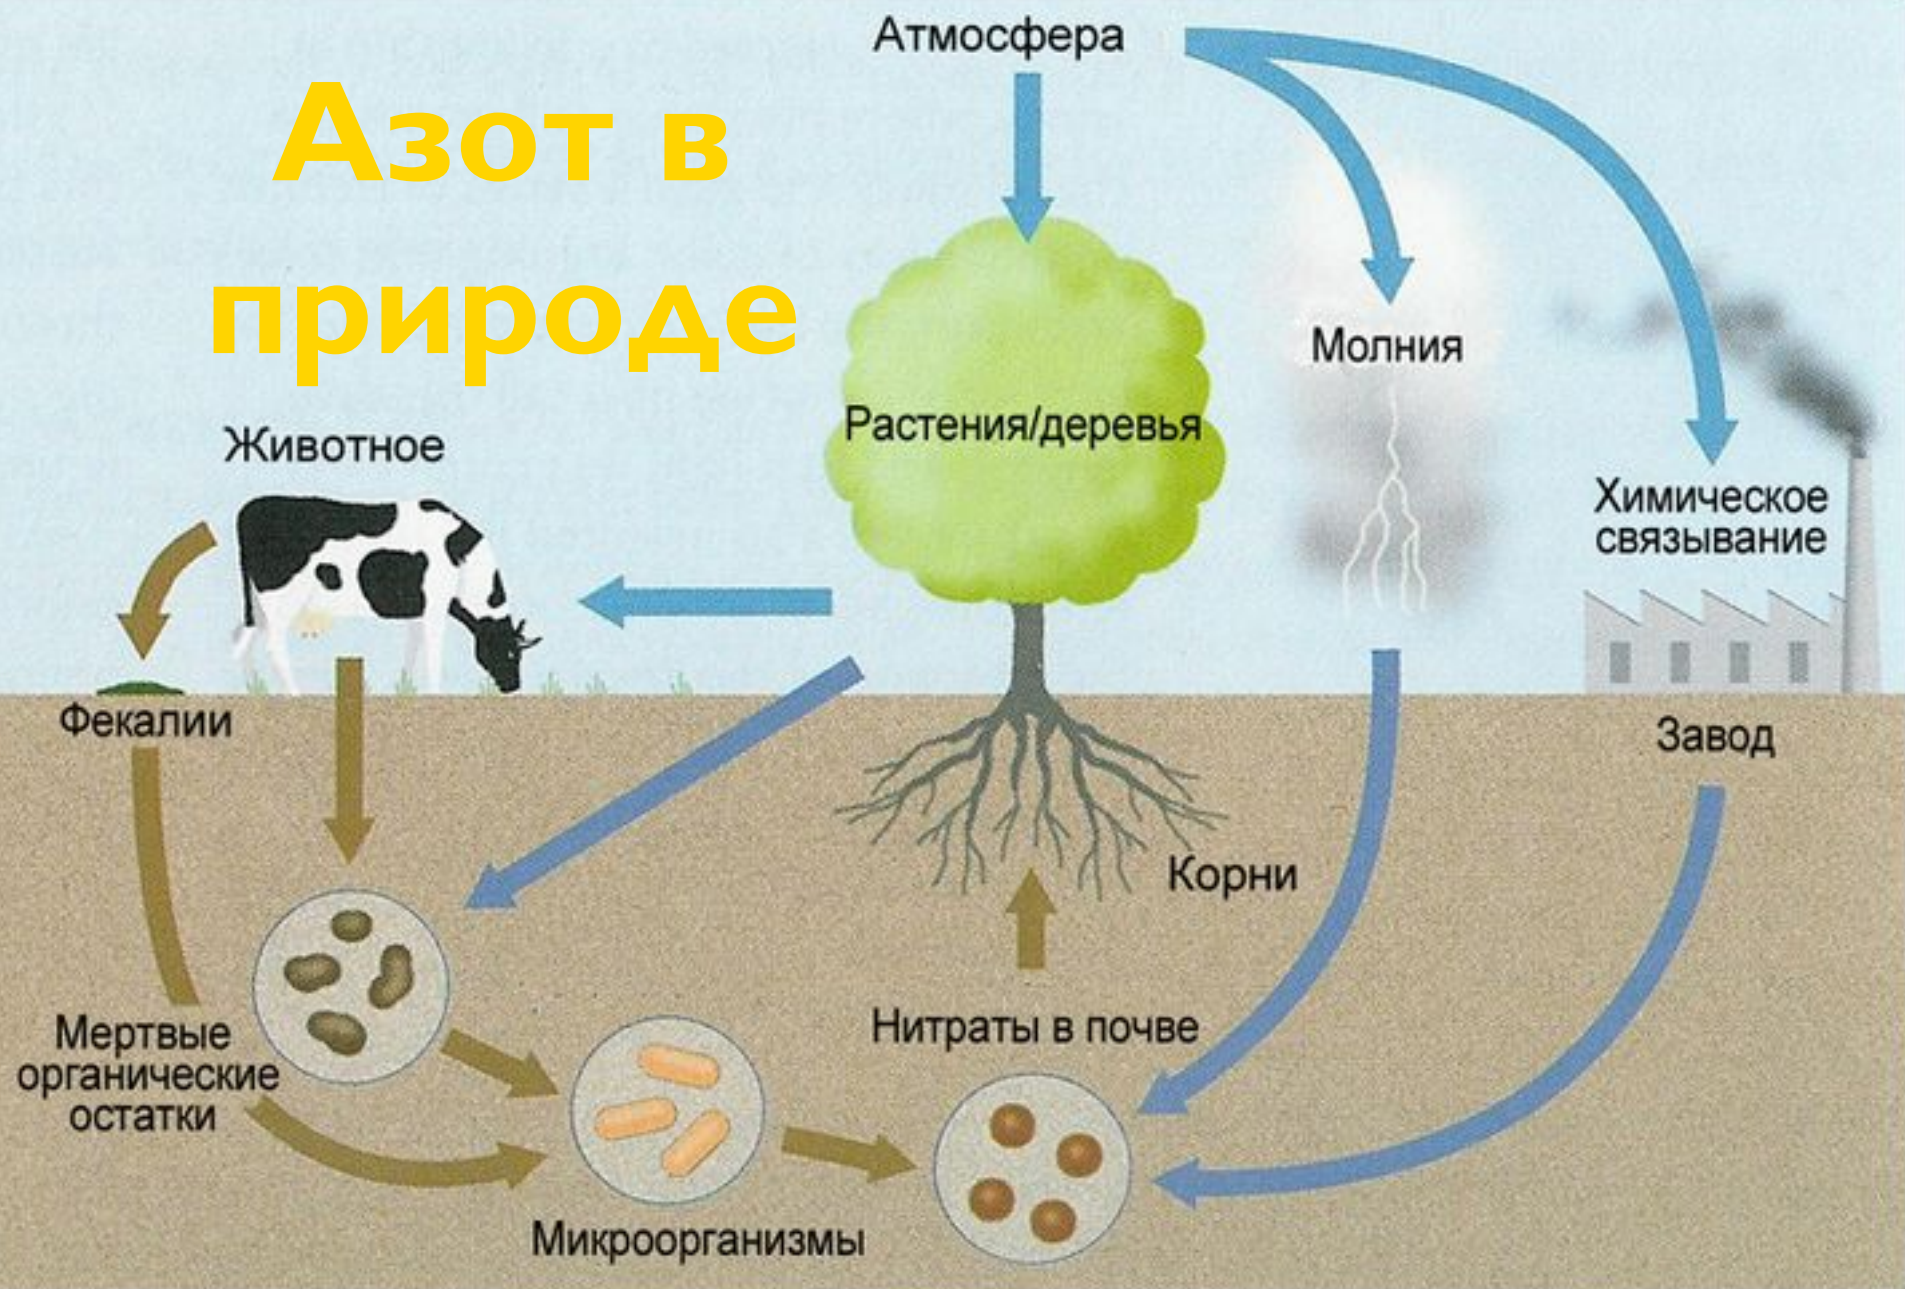 Атмосфера
Азот в
природе
Молния
Растения/деревья
Животное
Химическое
связывание
Фекалии
Завод
Корни
Нитраты в почве
Мертвые
органические
остатки
Микроорганизмы